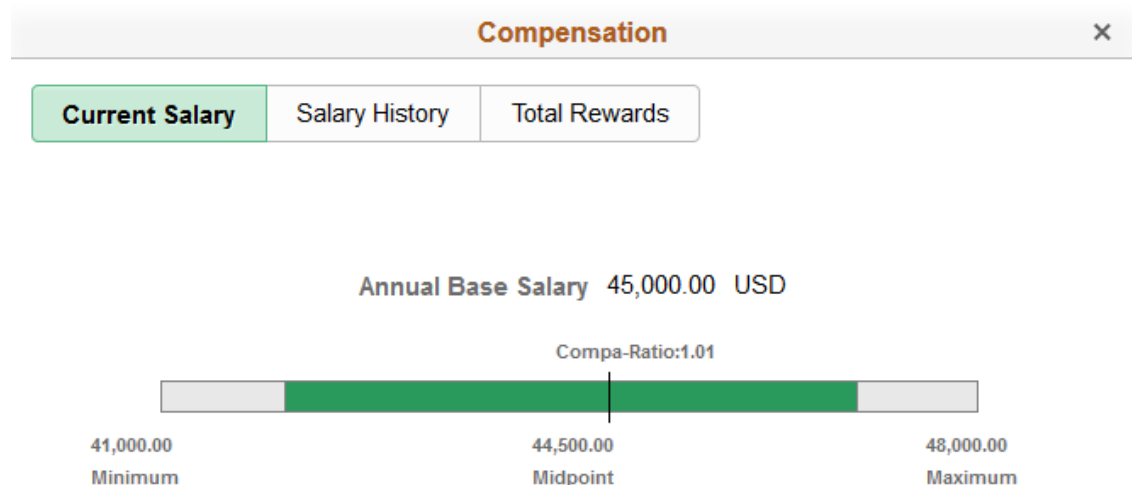 Compensation ×
Current Salary Salary History Total Rewards
Annual Base Salary 45,000.00 USD
Compa-Ratio:1.01
41,000.00 44,500.00 48,000.00
Minimum Midpoint Maximum